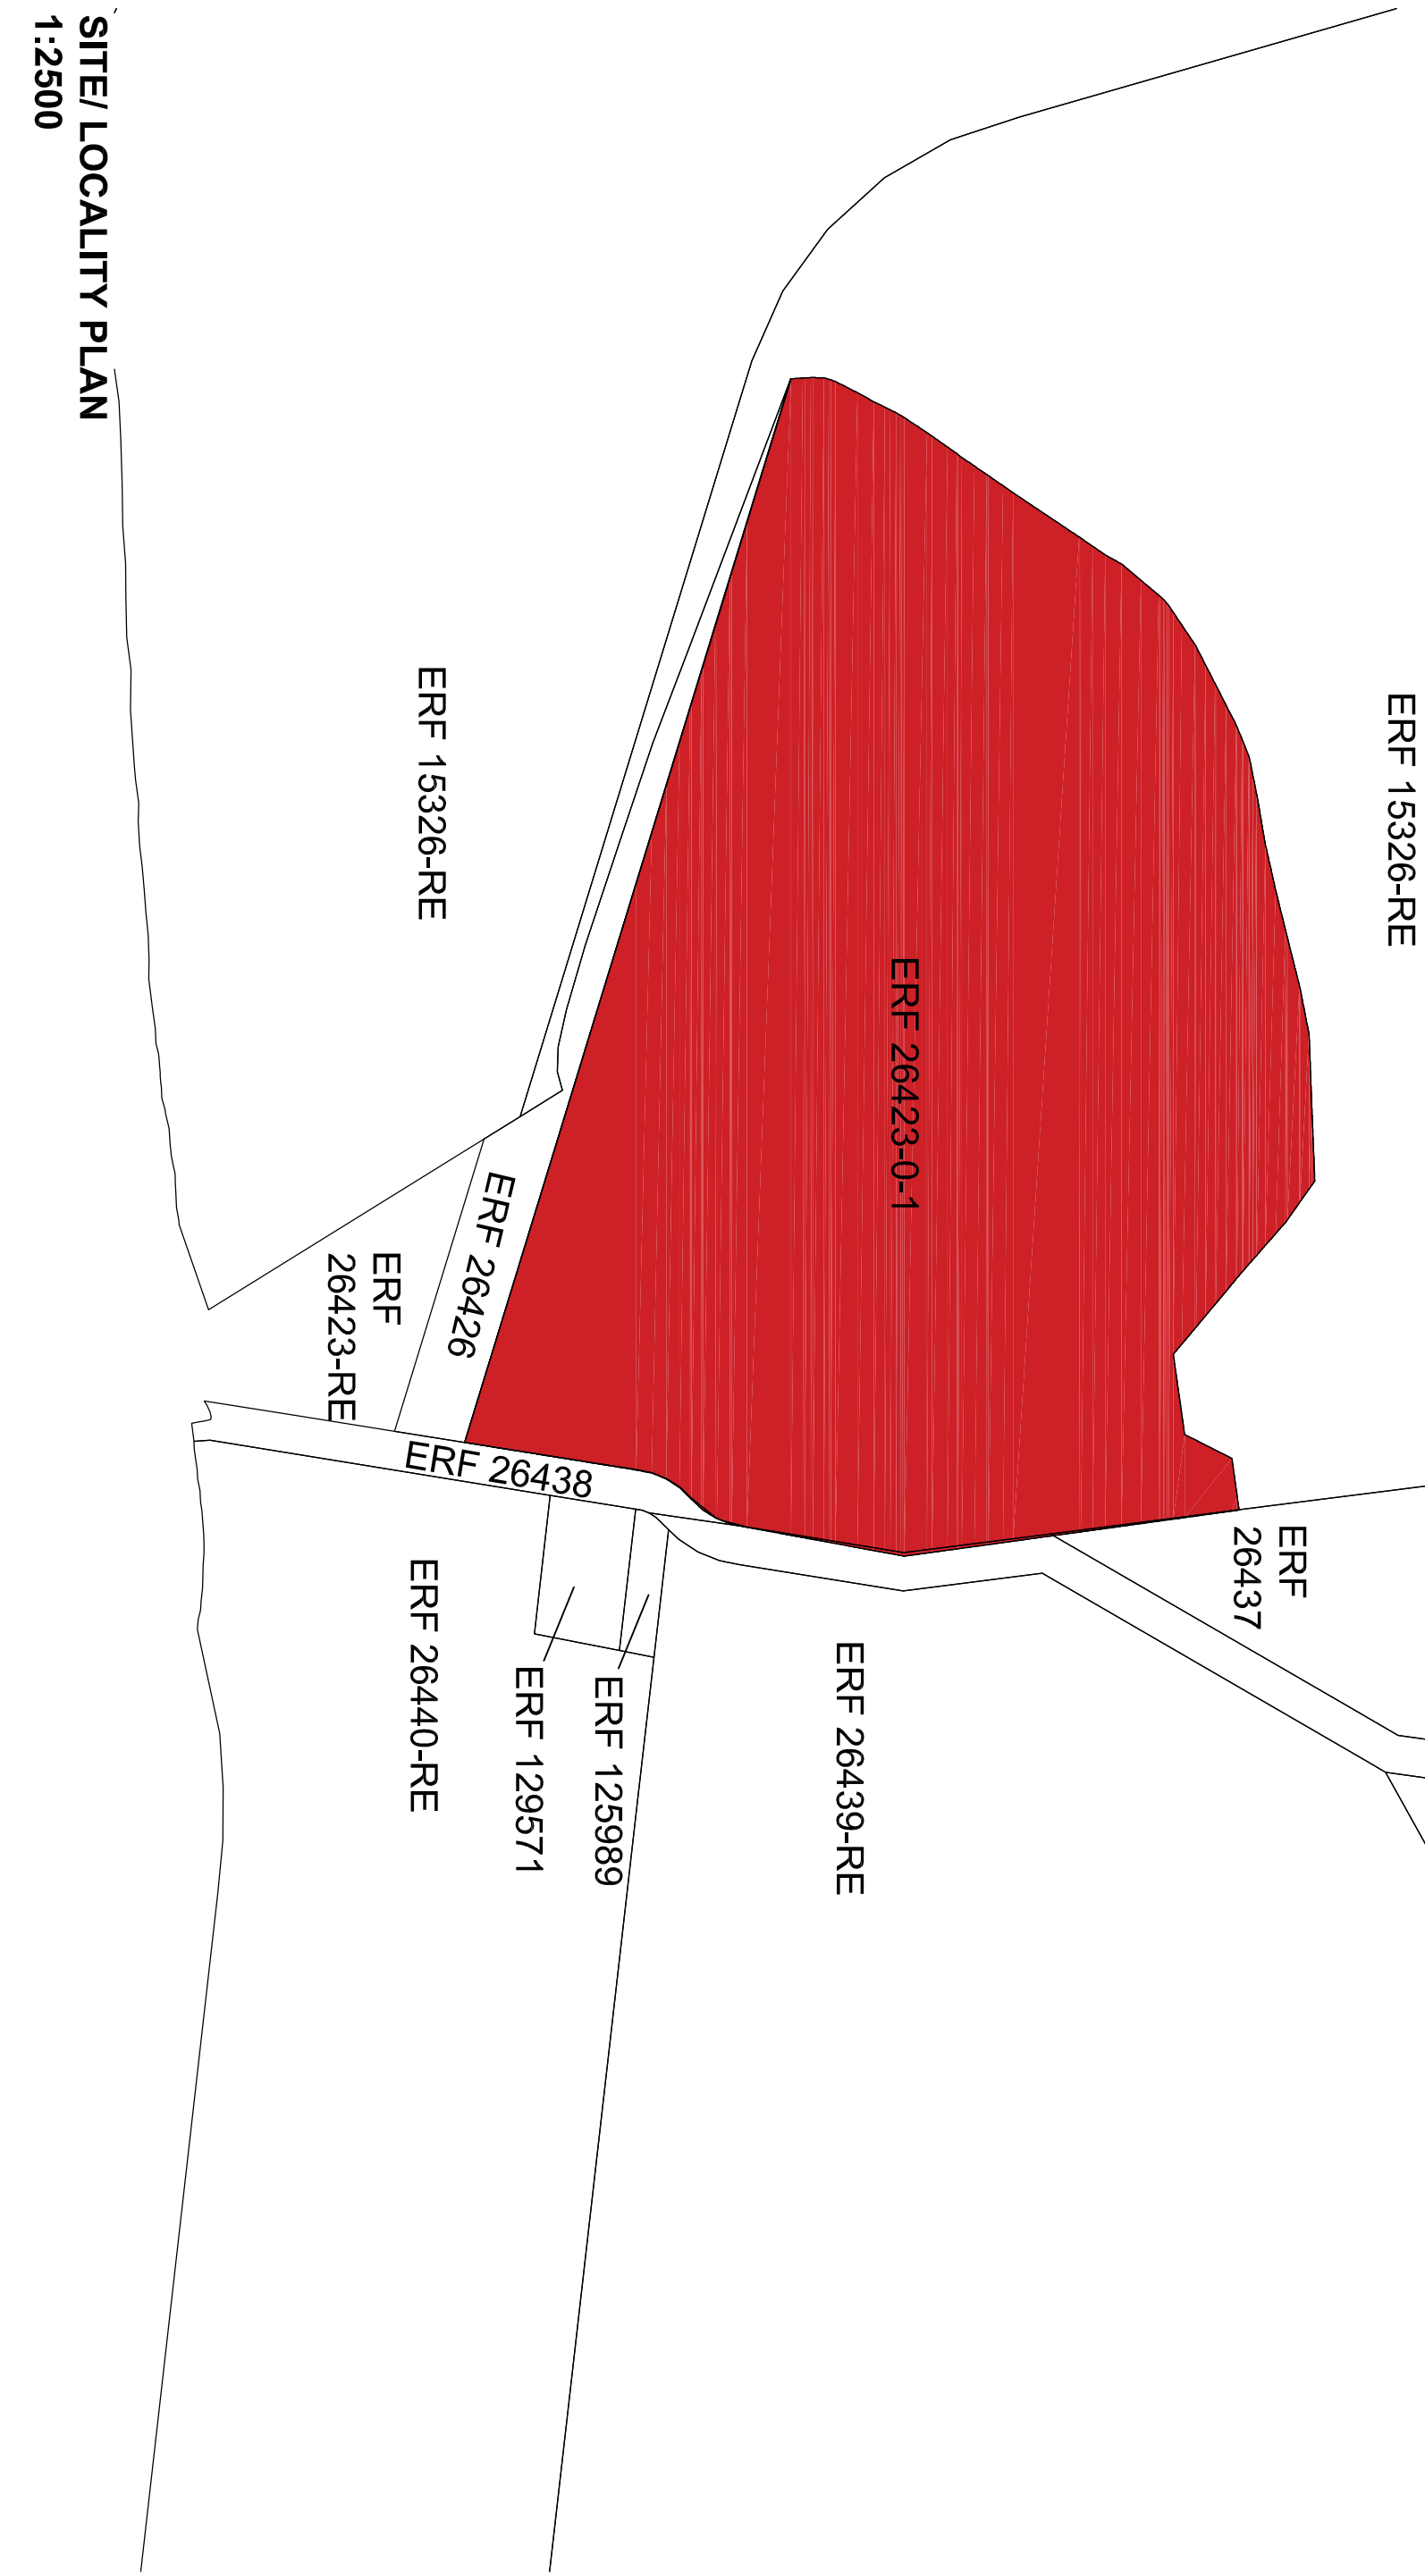 ERF 15326-RE
ERF
26437
ERF 26423-0-1
ERF 26439-RE
ERF 125989
ERF 129571
ERF 26426
ERF 26438
ERF 15326-RE
ERF 26440-RE
ERF
26423-RE
SITE/ LOCALITY PLAN
1:2500